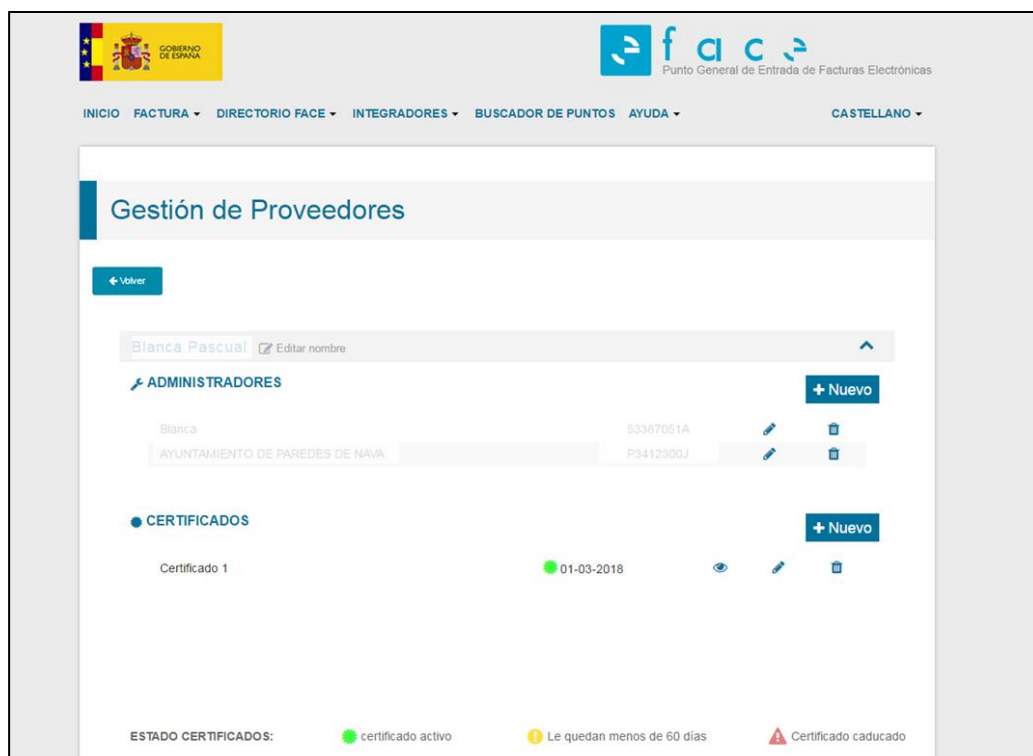 GOBIERNO
DE ESPAÑA
face
Punto General de Entrada de Facturas Electrónicas
INICIO FACTURA DIRECTORIO FACE INTEGRADORES BUSCADOR DE PUNTOS AYUDA CASTELLANO
Gestión de Proveedores
Volver
Blanca Pascual Editar nombre
ADMINISTRADORES
+ Nuevo
Blanca 53387051A
AYUNTAMIENTO DE PAREDES DE NAVA P3412300J
CERTIFICADOS
+ Nuevo
Certificado 1 01-03-2018
ESTADO CERTIFICADOS: certificado activo Le quedan menos de 60 días Certificado caducado